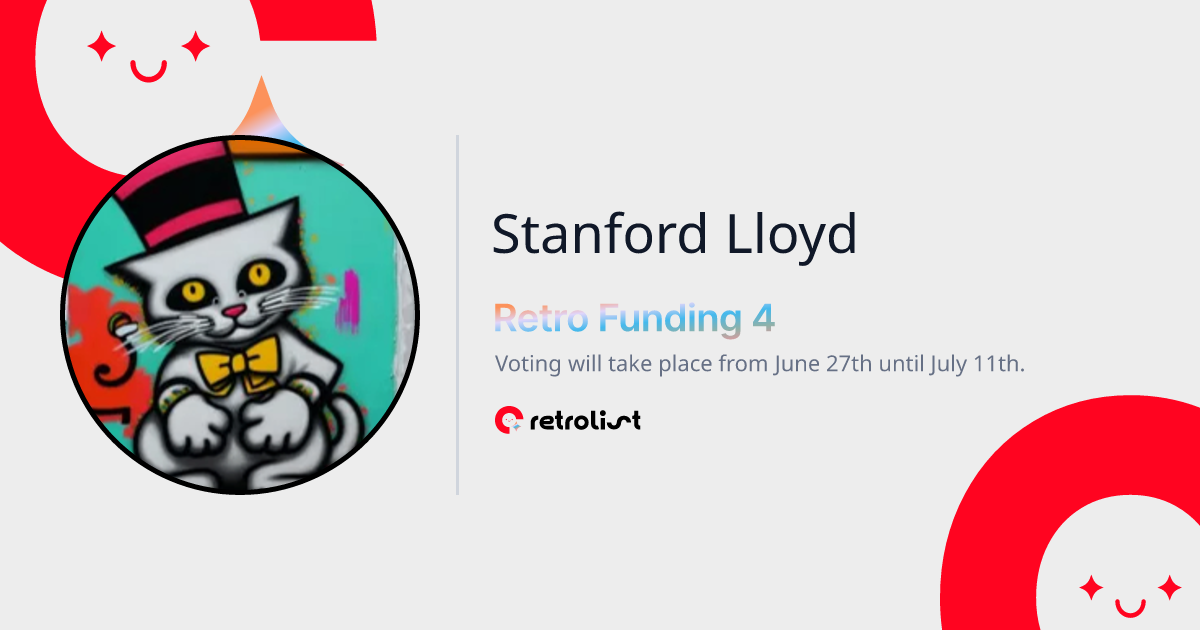 Stanford Lloyd
Retro Funding 4
Voting will take place from June 27th until July 11th.
retrolist